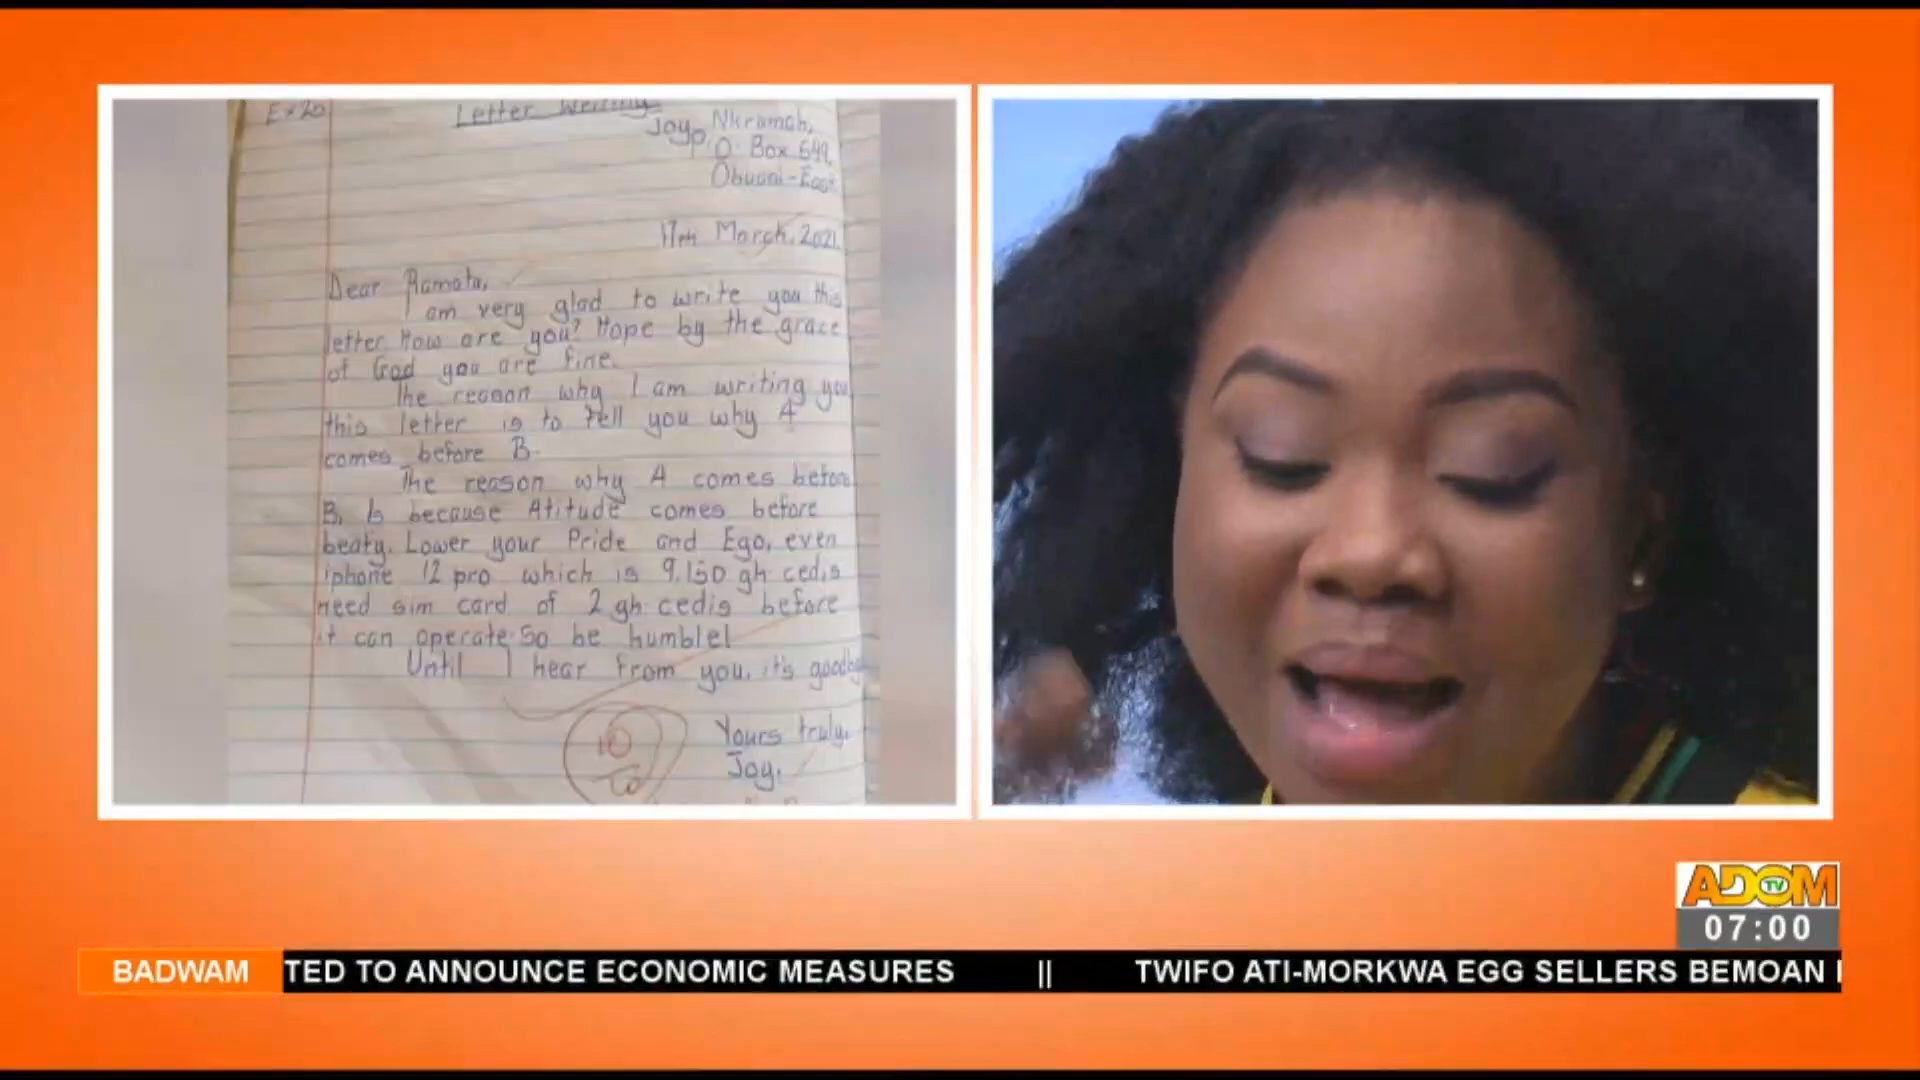 Ex 20
Letter Writing
Joy Nkrumah,
P.O. Box 549,
Obuasi-East
17th March, 2021.
Dear Ramatu,
I am very glad to write you this
letter. How are you? Hope by the grace
of God you are fine.
The reason why I am writing you
this letter is to tell you why A
comes before B.
The reason why A comes before
B, Is because Atitude comes before
beaty. Lower your Pride and Ego, even
iphone 12 pro which is 9,150 gh cedis
need sim card of 2 gh cedis before
it can operate. So be humble!
Until I hear from you, it's goodby
10
10
Yours truly,
Joy.
ADOM TV
07:00
BADWAM
TED TO ANNOUNCE ECONOMIC MEASURES || TWIFO ATI-MORKWA EGG SELLERS BEMOAN